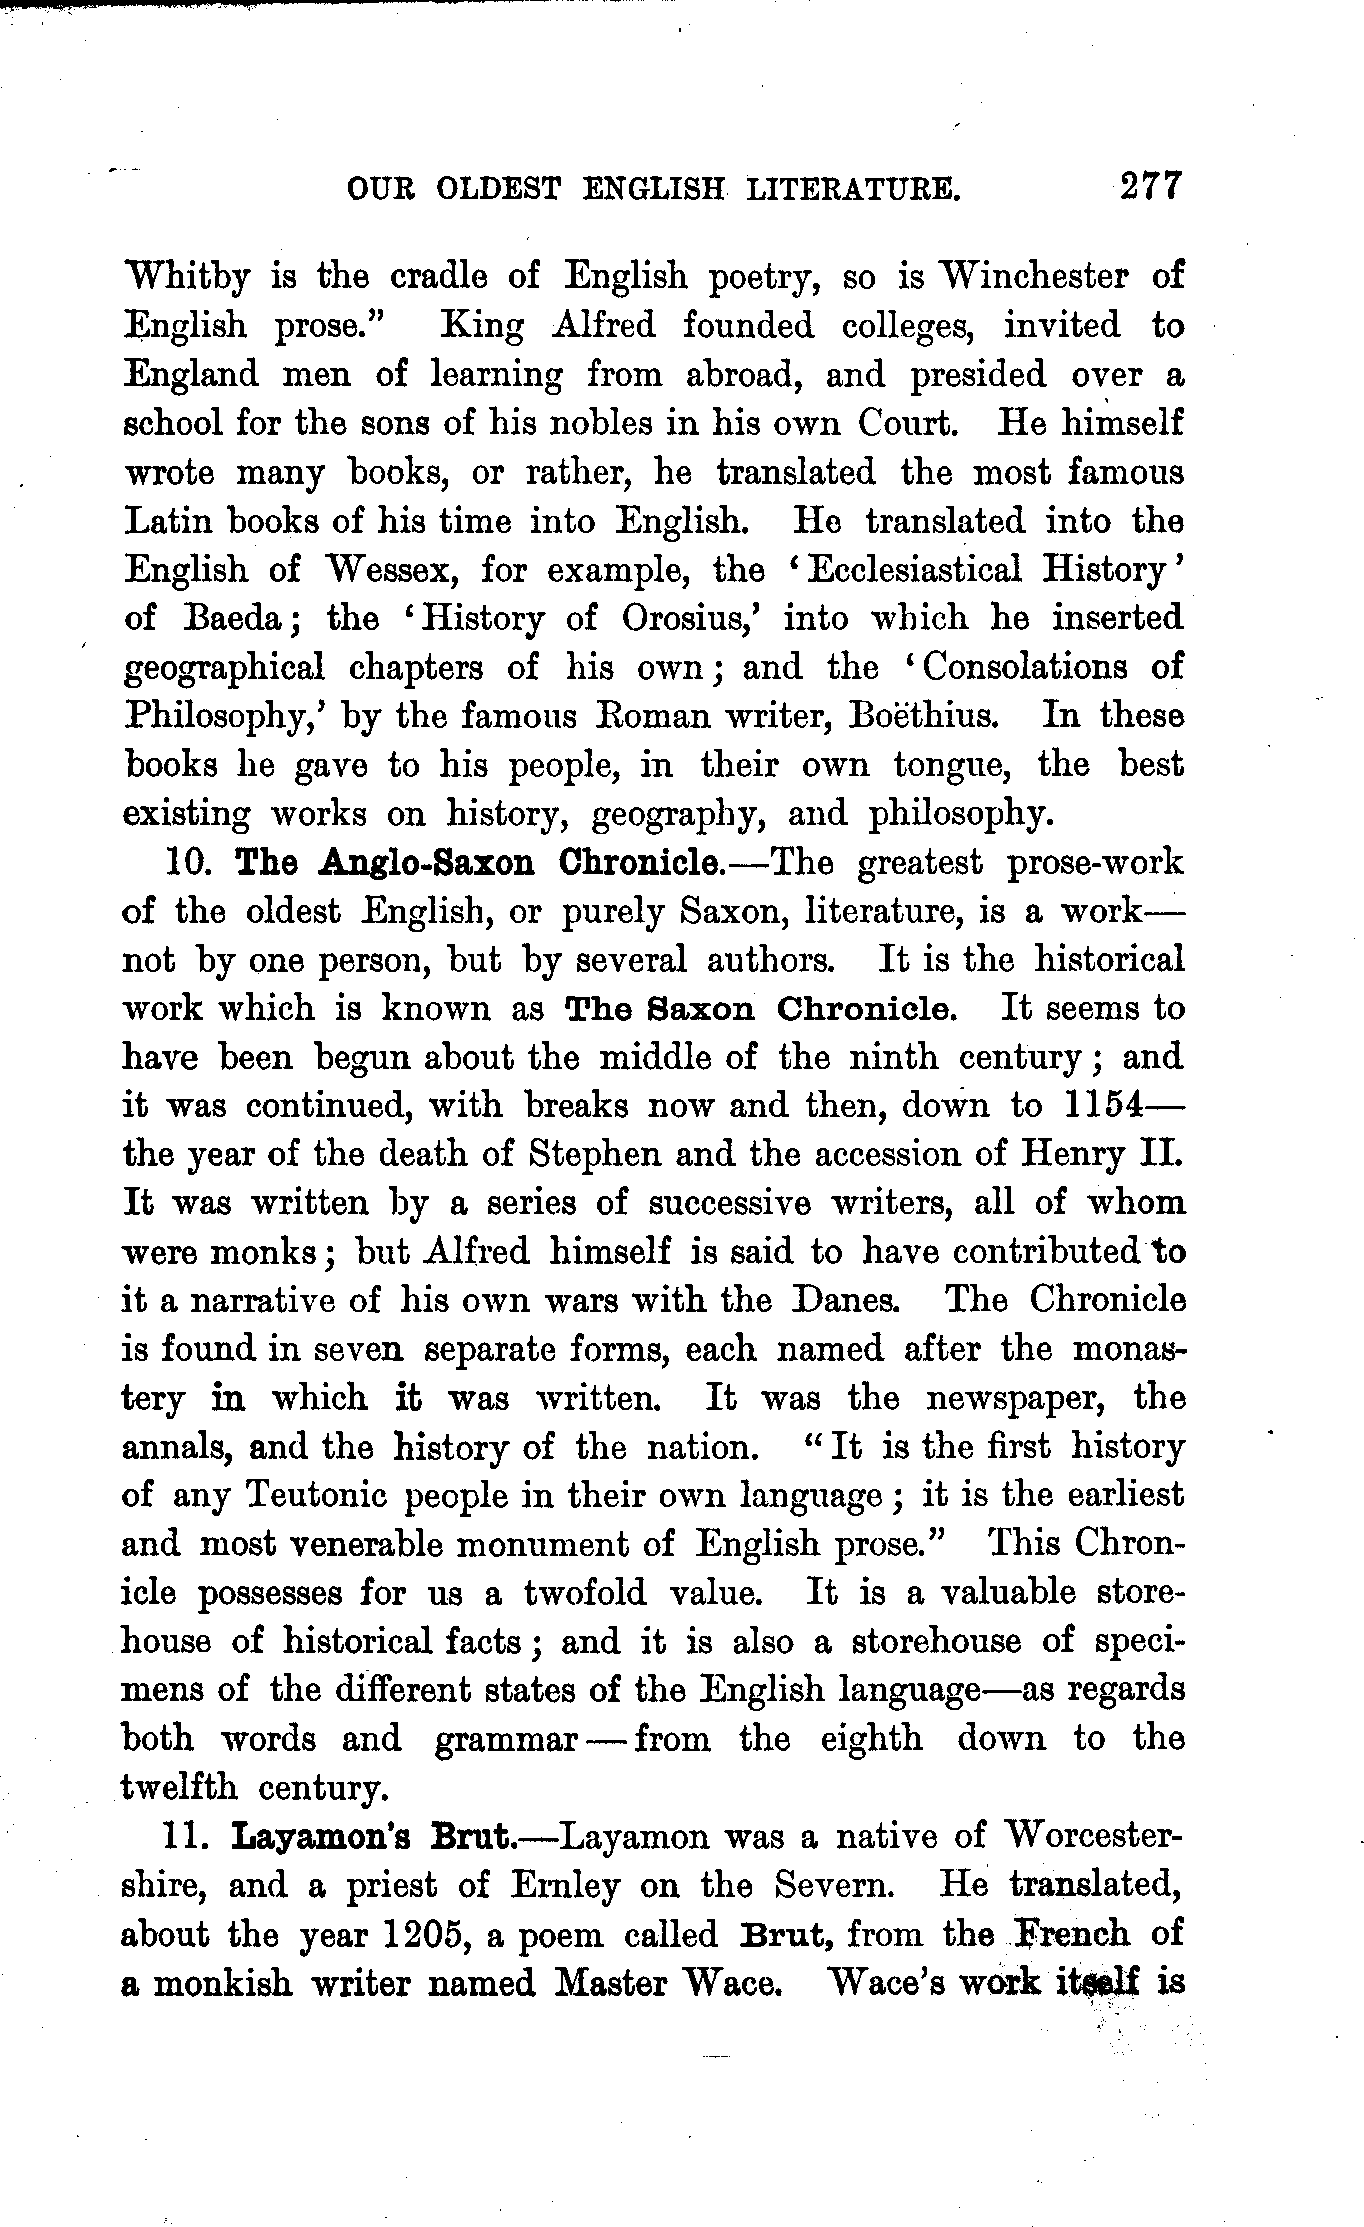 OUR OLDEST ENGLISH LITERATURE. 277
Whitby is the cradle of English poetry, so is Winchester of
English prose.” King Alfred founded colleges, invited to
England men of learning from abroad, and presided over a
school for the sons of his nobles in his own Court. He himself
wrote many books, or rather, he translated the most famous
Latin books of his time into English. He translated into the
English of Wessex, for example, the ‘Ecclesiastical History’
of Baeda; the ‘History of Orosius,’ into which he inserted
geographical chapters of his own; and the ‘Consolations of
Philosophy,’ by the famous Roman writer, Boëthius. In these
books he gave to his people, in their own tongue, the best
existing works on history, geography, and philosophy.
10. The Anglo-Saxon Chronicle.—The greatest prose-work
of the oldest English, or purely Saxon, literature, is a work—
not by one person, but by several authors. It is the historical
work which is known as The Saxon Chronicle. It seems to
have been begun about the middle of the ninth century; and
it was continued, with breaks now and then, down to 1154—
the year of the death of Stephen and the accession of Henry II.
It was written by a series of successive writers, all of whom
were monks; but Alfred himself is said to have contributed to
it a narrative of his own wars with the Danes. The Chronicle
is found in seven separate forms, each named after the monas-
tery in which it was written. It was the newspaper, the
annals, and the history of the nation. “It is the first history
of any Teutonic people in their own language; it is the earliest
and most venerable monument of English prose.” This Chron-
icle possesses for us a twofold value. It is a valuable store-
house of historical facts; and it is also a storehouse of speci-
mens of the different states of the English language—as regards
both words and grammar—from the eighth down to the
twelfth century.
11. Layamon’s Brut.—Layamon was a native of Worcester-
shire, and a priest of Ernley on the Severn. He translated,
about the year 1205, a poem called Brut, from the French of
a monkish writer named Master Wace. Wace’s work itself is